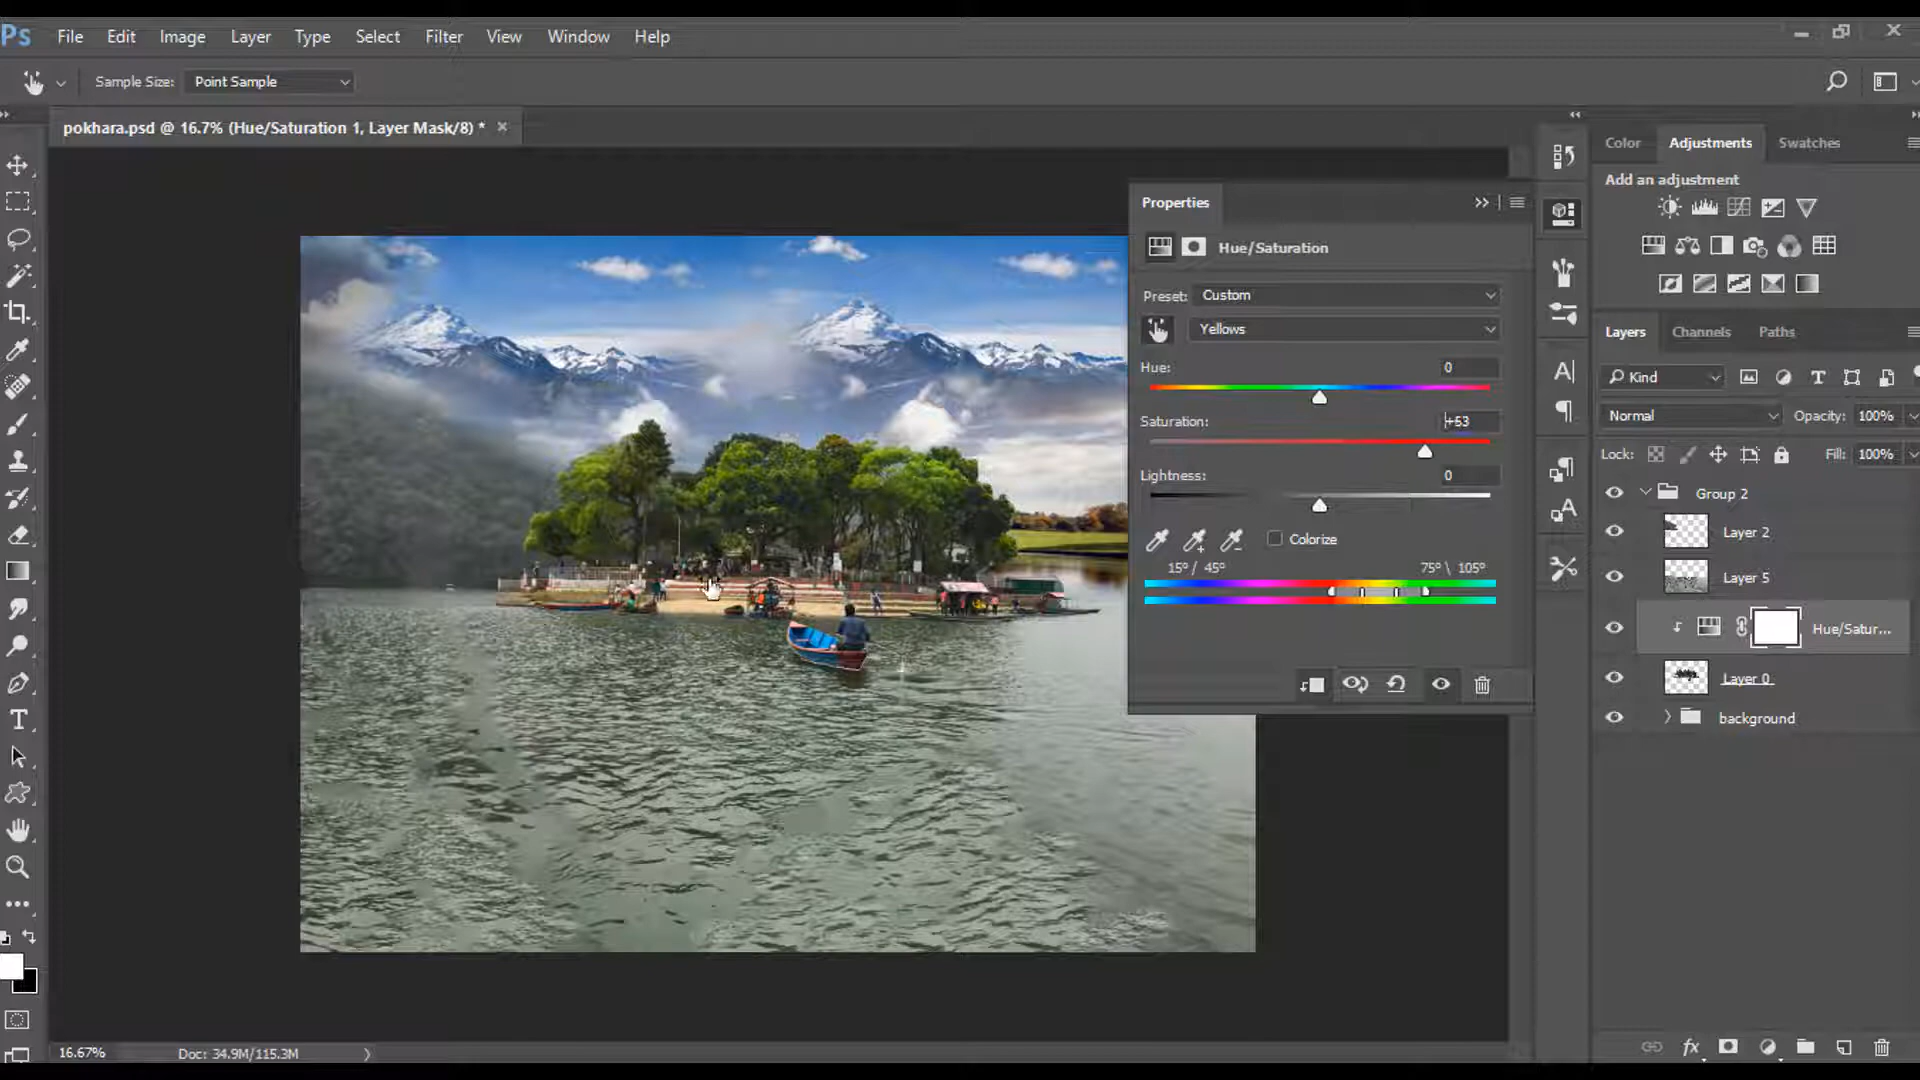 Ps File Edit Image Layer Type Select Filter View Window Help
Sample Size: Point Sample
pokhara.psd @ 16.7% (Hue/Saturation 1, Layer Mask/8) *
Color Adjustments Swatches
Add an adjustment
Properties
Hue/Saturation
Preset: Custom
Yellows
Hue: 0
Saturation: +63
Lightness: 0
Colorize
15°/ 45° 75°\ 105°
Layers Channels Paths
Kind
Normal Opacity: 100%
Lock: Fill: 100%
Group 2
Layer 2
Layer 5
Hue/Satur...
Layer 0
background
16.67% Doc: 34.9M/115.3M